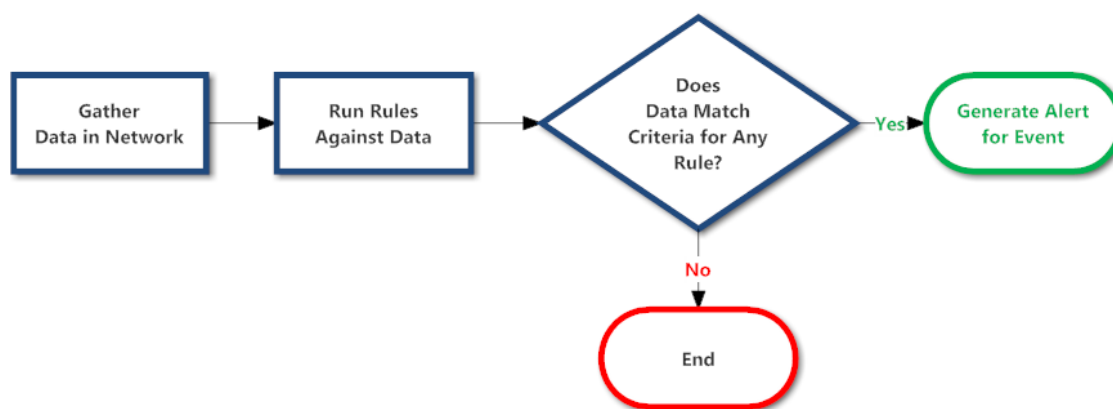 Gather
Data in Network
Run Rules
Against Data
Does
Data Match
Criteria for Any
Rule?
Yes
Generate Alert
for Event
No
End